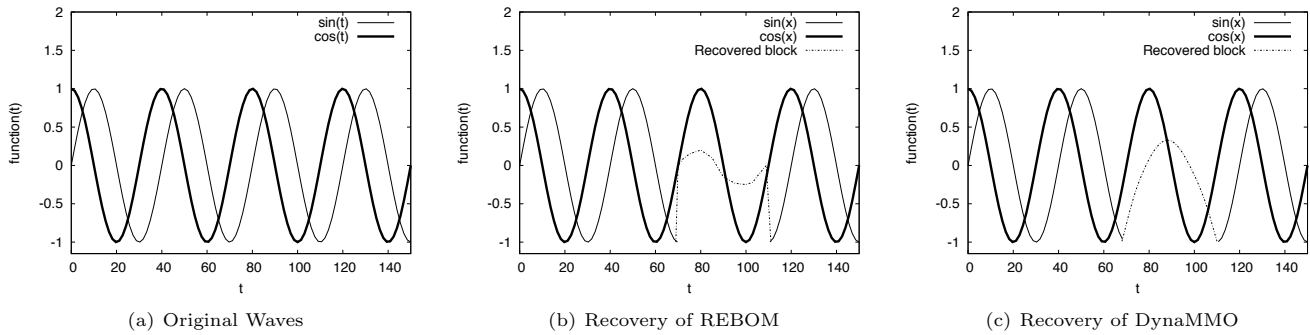 2
1.5
1
0.5
0
-0.5
-1
function(t)
0 20 40 60 80 100 120 140
t
sin(t)
cos(t)
(a) Original Waves
2
1.5
1
0.5
0
-0.5
-1
function(t)
0 20 40 60 80 100 120 140
t
sin(x)
cos(x)
Recovered block
(b) Recovery of REBOM
2
1.5
1
0.5
0
-0.5
-1
function(t)
0 20 40 60 80 100 120 140
t
sin(x)
cos(x)
Recovered block
(c) Recovery of DynaMMO